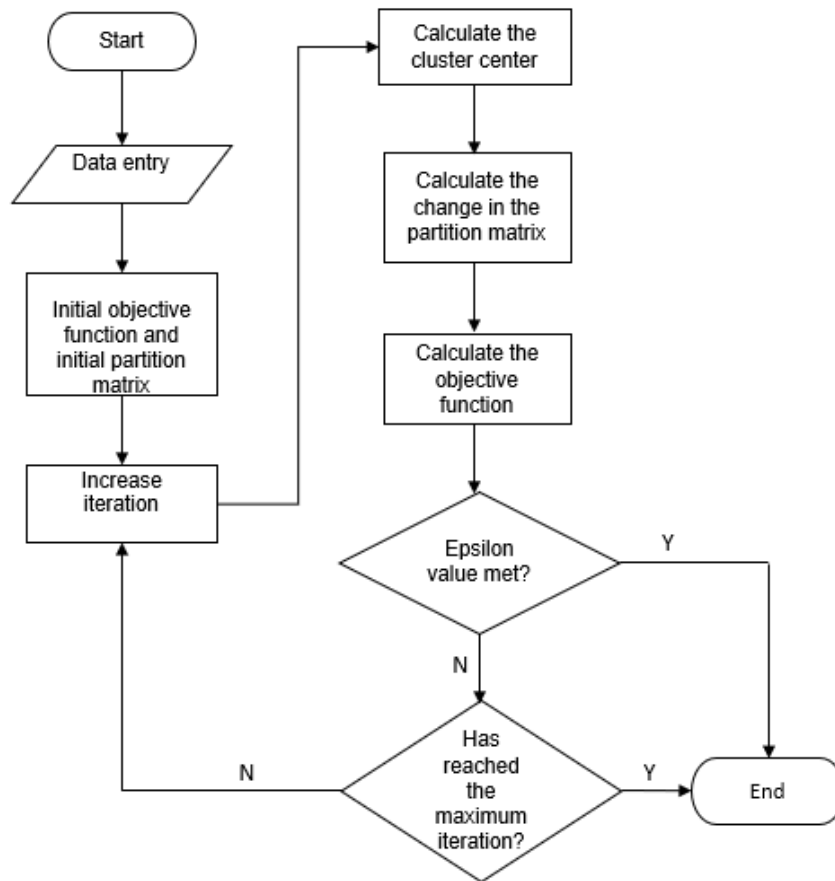 Start
Data entry
Initial objective
function and
initial partition
matrix
Increase
iteration
Calculate the
cluster center
Calculate the
change in the
partition matrix
Calculate the
objective
function
Epsilon
value met?
Y
N
Has
reached
the
maximum
iteration?
N
Y
End